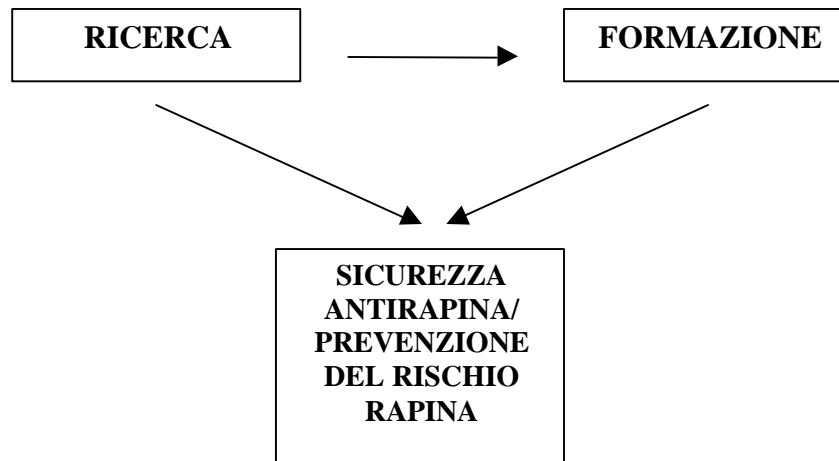 RICERCA
FORMAZIONE
SICUREZZA
ANTIRAPINA/
PREVENZIONE
DEL RISCHIO
RAPINA